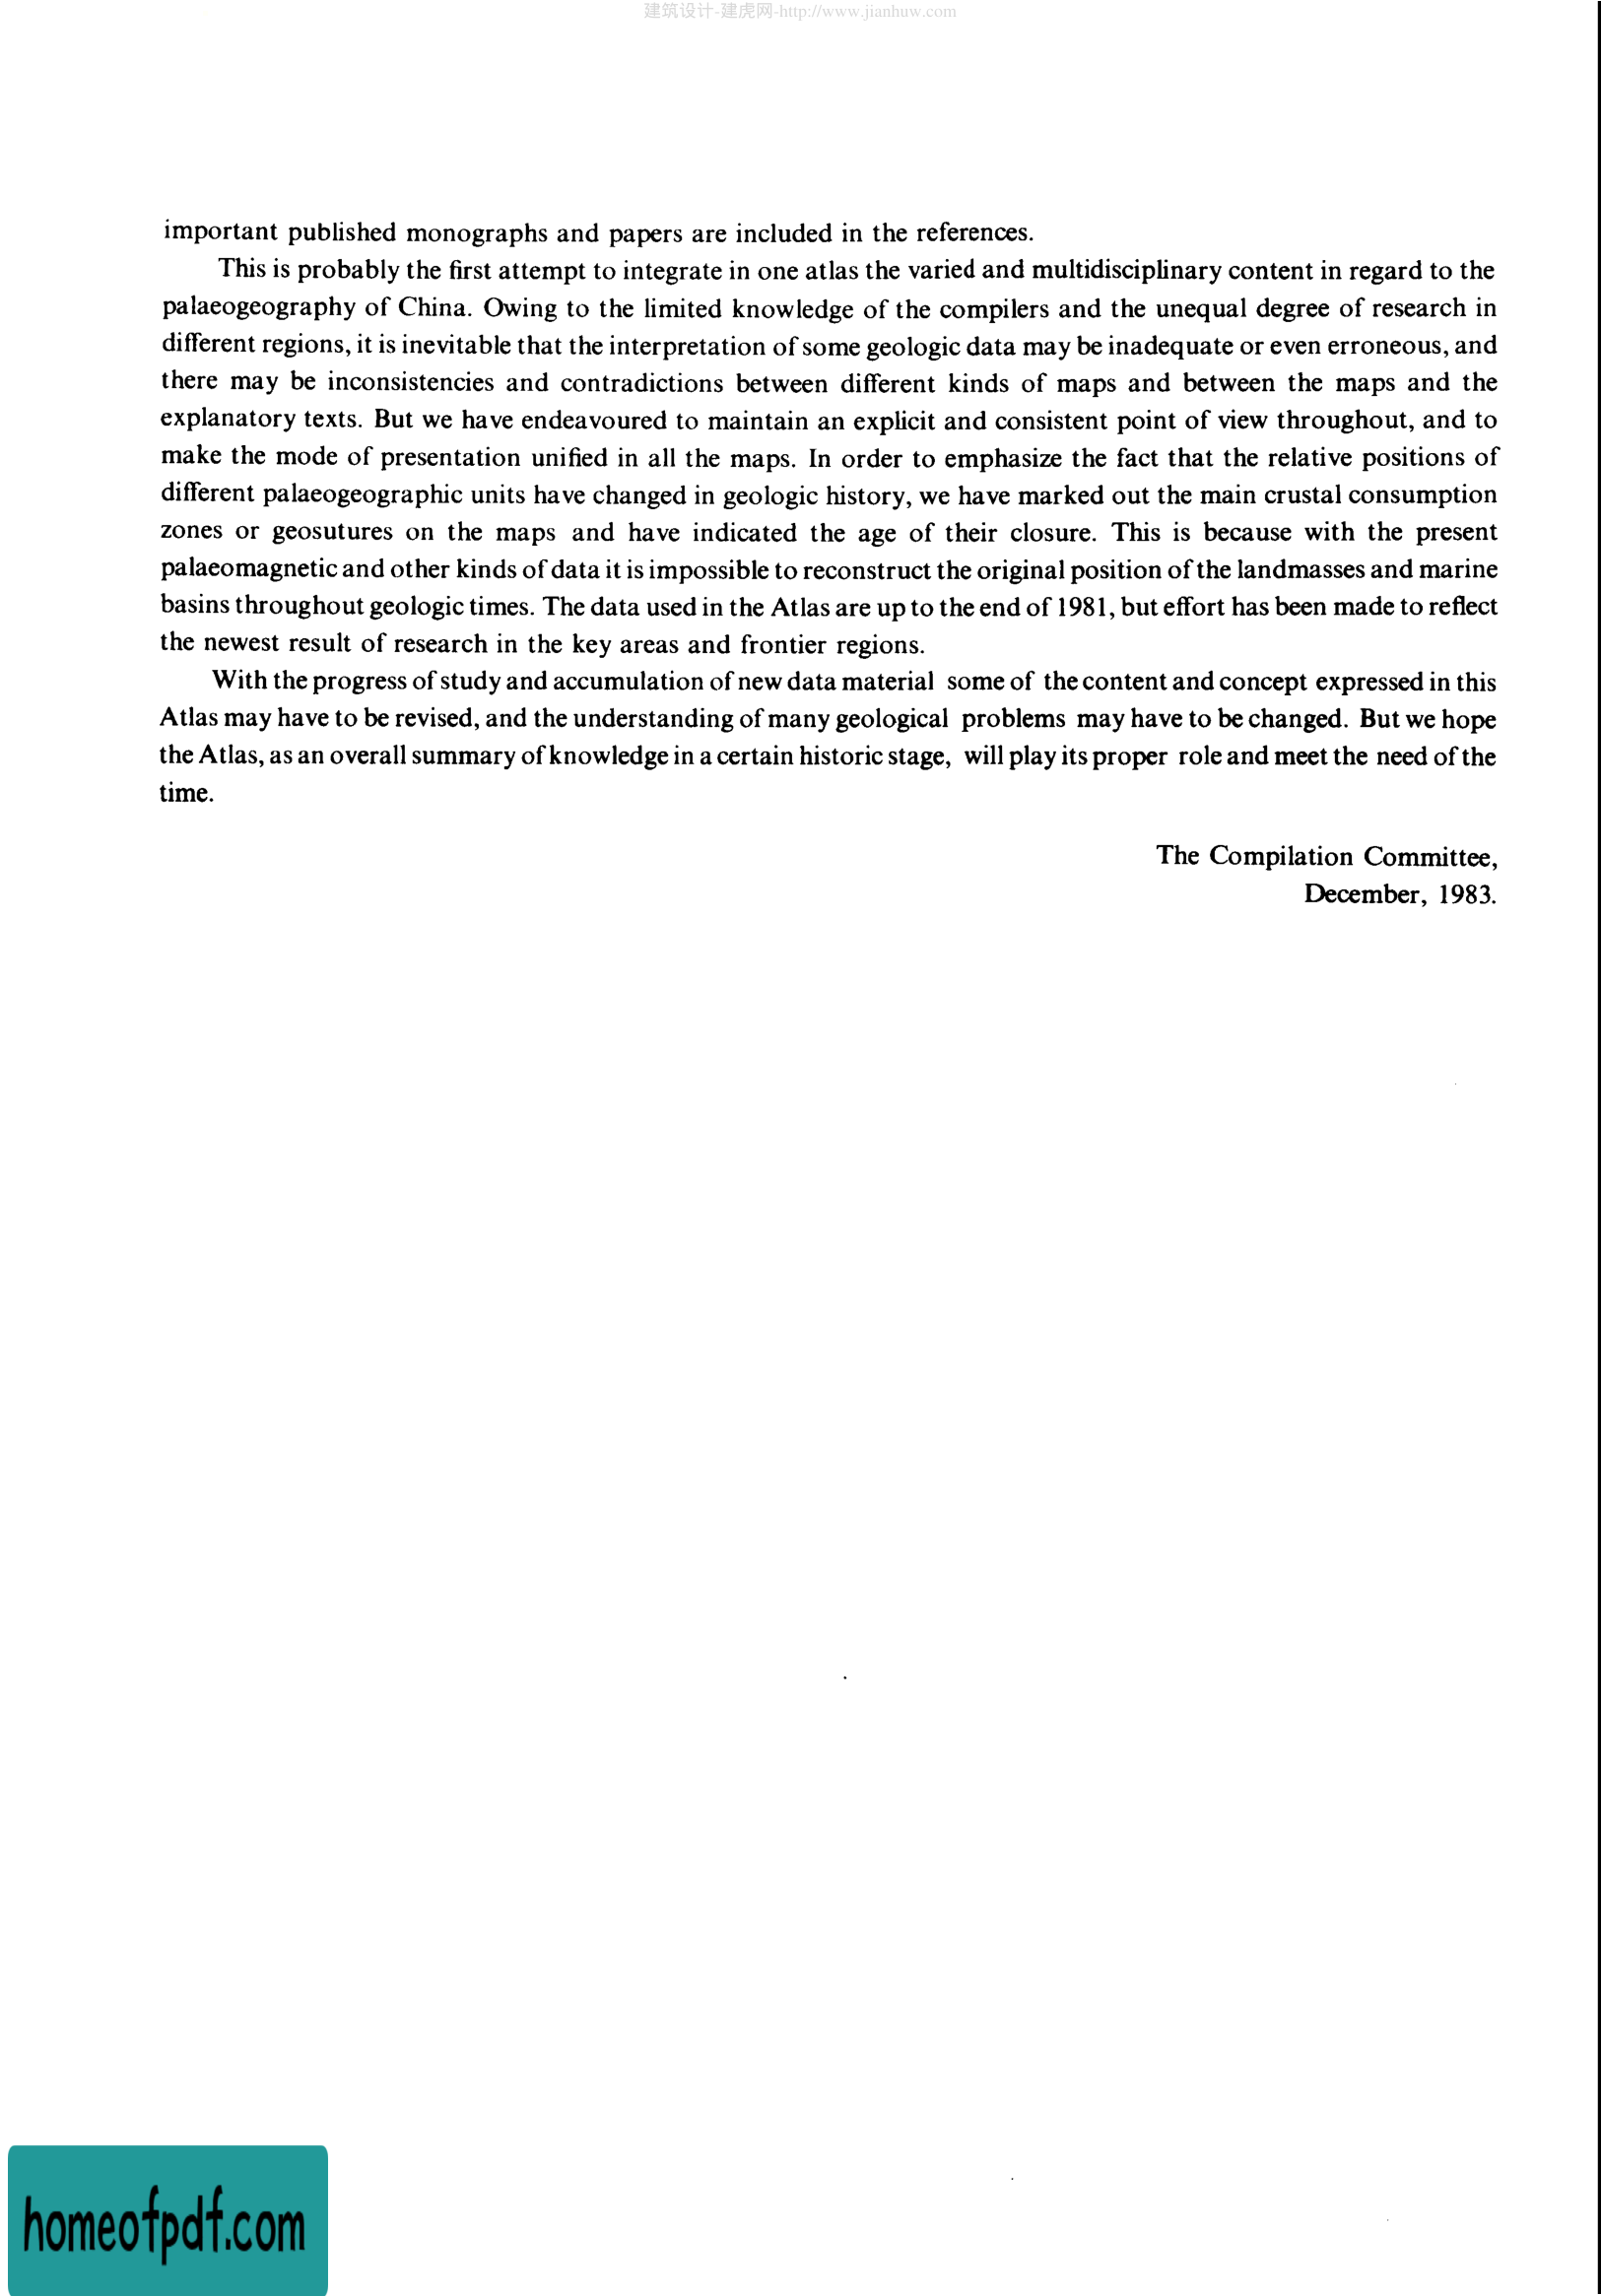 建筑设计-建虎网-http://www.jianhuw.com
important published monographs and papers are included in the references.
This is probably the first attempt to integrate in one atlas the varied and multidisciplinary content in regard to the
palaeogeography of China. Owing to the limited knowledge of the compilers and the unequal degree of research in
different regions, it is inevitable that the interpretation of some geologic data may be inadequate or even erroneous, and
there may be inconsistencies and contradictions between different kinds of maps and between the maps and the
explanatory texts. But we have endeavoured to maintain an explicit and consistent point of view throughout, and to
make the mode of presentation unified in all the maps. In order to emphasize the fact that the relative positions of
different palaeogeographic units have changed in geologic history, we have marked out the main crustal consumption
zones or geosutures on the maps and have indicated the age of their closure. This is because with the present
palaeomagnetic and other kinds of data it is impossible to reconstruct the original position of the landmasses and marine
basins throughout geologic times. The data used in the Atlas are up to the end of 1981, but effort has been made to reflect
the newest result of research in the key areas and frontier regions.
With the progress of study and accumulation of new data material some of the content and concept expressed in this
Atlas may have to be revised, and the understanding of many geological problems may have to be changed. But we hope
the Atlas, as an overall summary of knowledge in a certain historic stage, will play its proper role and meet the need of the
time.
The Compilation Committee,
December, 1983.
homeofpdf.com